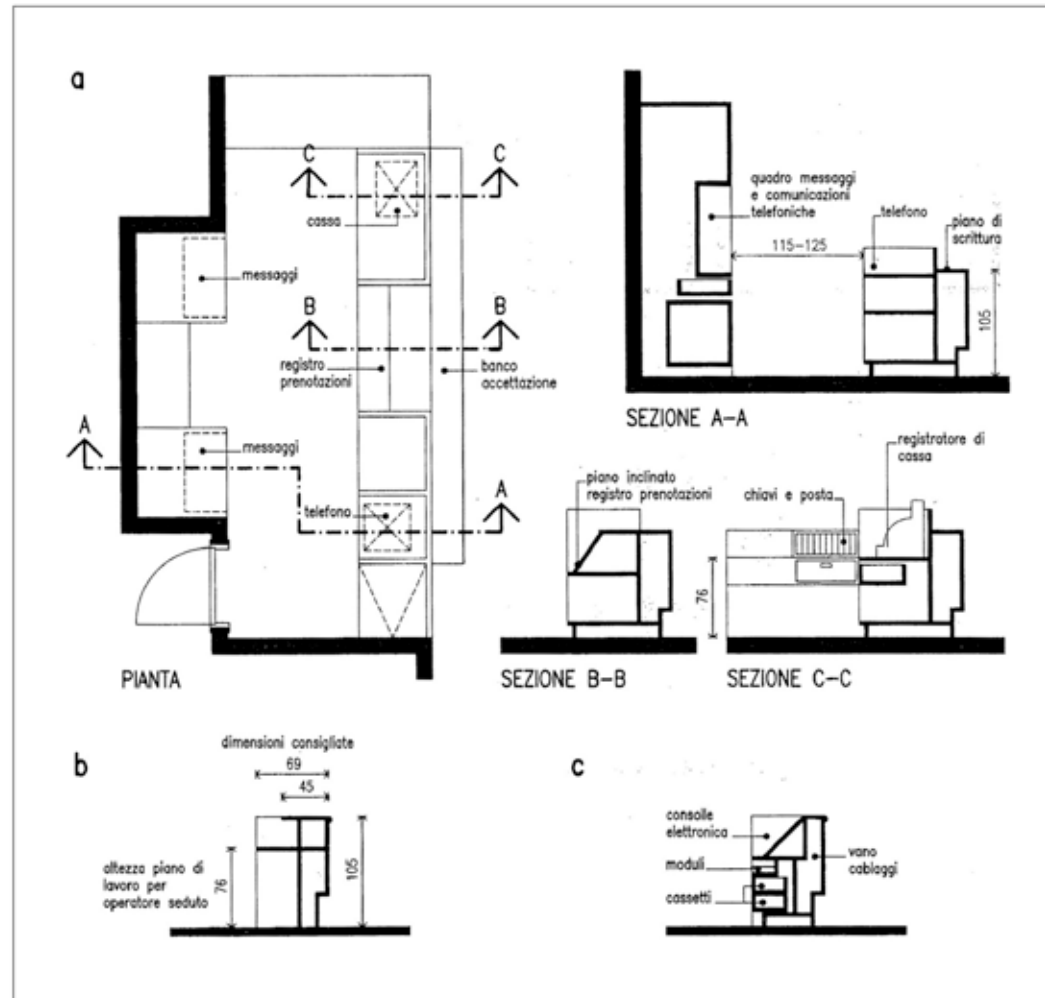 a
C
C
cassa
messaggi
B
B
registro
prenotazioni
banco
accettazione
A
messaggi
A
telefono
PIANTA
quadro messaggi
e comunicazioni
telefoniche
telefono
piano di
scrittura
115-125
105
SEZIONE A-A
piano inclinato
registro prenotazioni
SEZIONE B-B
registratore di
cassa
chiavi e posta
76
SEZIONE C-C
b
dimensioni consigliate
69
45
altezza piano di
lavoro per
operatore seduto
76
105
c
consolle
elettronica
moduli
cassetti
vano
cablaggi